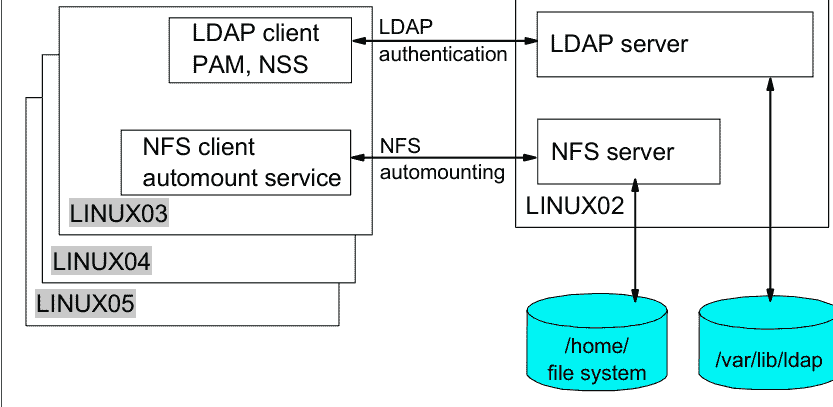 LDAP client
PAM, NSS
LDAP
authentication
LDAP server
NFS client
automount service
NFS
automounting
NFS server
LINUX03
LINUX02
LINUX04
LINUX05
/home/
file system
/var/lib/ldap